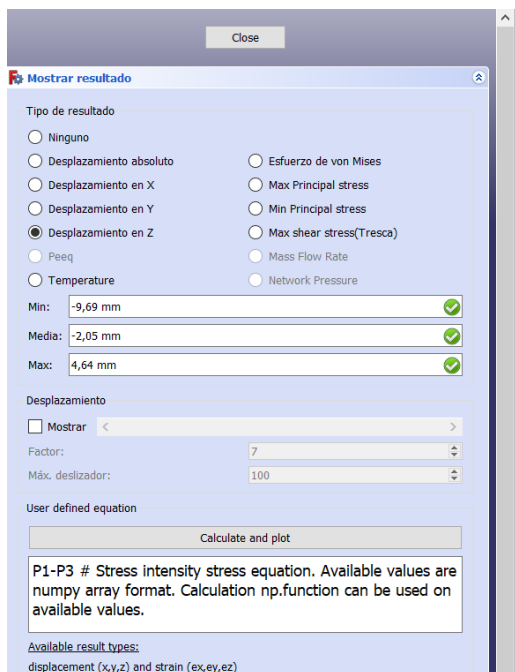 Close
Mostrar resultado
Tipo de resultado
Ninguno
Desplazamiento absoluto
Esfuerzo de von Mises
Desplazamiento en X
Max Principal stress
Desplazamiento en Y
Min Principal stress
Desplazamiento en Z
Max shear stress(Tresca)
Peeq
Mass Flow Rate
Temperature
Network Pressure
Min: -9,69 mm
Media: -2,05 mm
Max: 4,64 mm
Desplazamiento
Mostrar
Factor: 7
Máx. deslizador: 100
User defined equation
Calculate and plot
P1-P3 # Stress intensity stress equation. Available values are
numpy array format. Calculation np.function can be used on
available values.
Available result types:
displacement (x,y,z) and strain (ex,ey,ez)